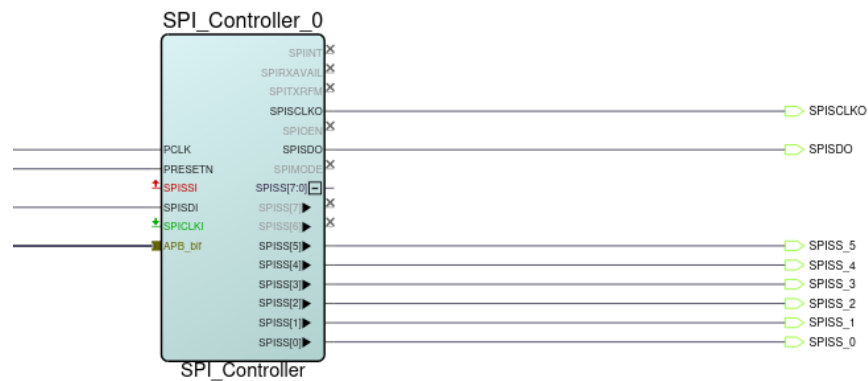 SPI_Controller_0
SPIINT
SPIRXAVAIL
SPITXRFM
SPISCLKO SPISCLKO
SPIOEN
PCLK SPISDO SPISDO
PRESETN SPIMODE
SPISSI SPISS[7:0]
SPISDI SPISS[7]
SPICLKI SPISS[6]
APB_bif SPISS[5] SPISS_5
SPISS[4] SPISS_4
SPISS[3] SPISS_3
SPISS[2] SPISS_2
SPISS[1] SPISS_1
SPISS[0] SPISS_0
SPI_Controller